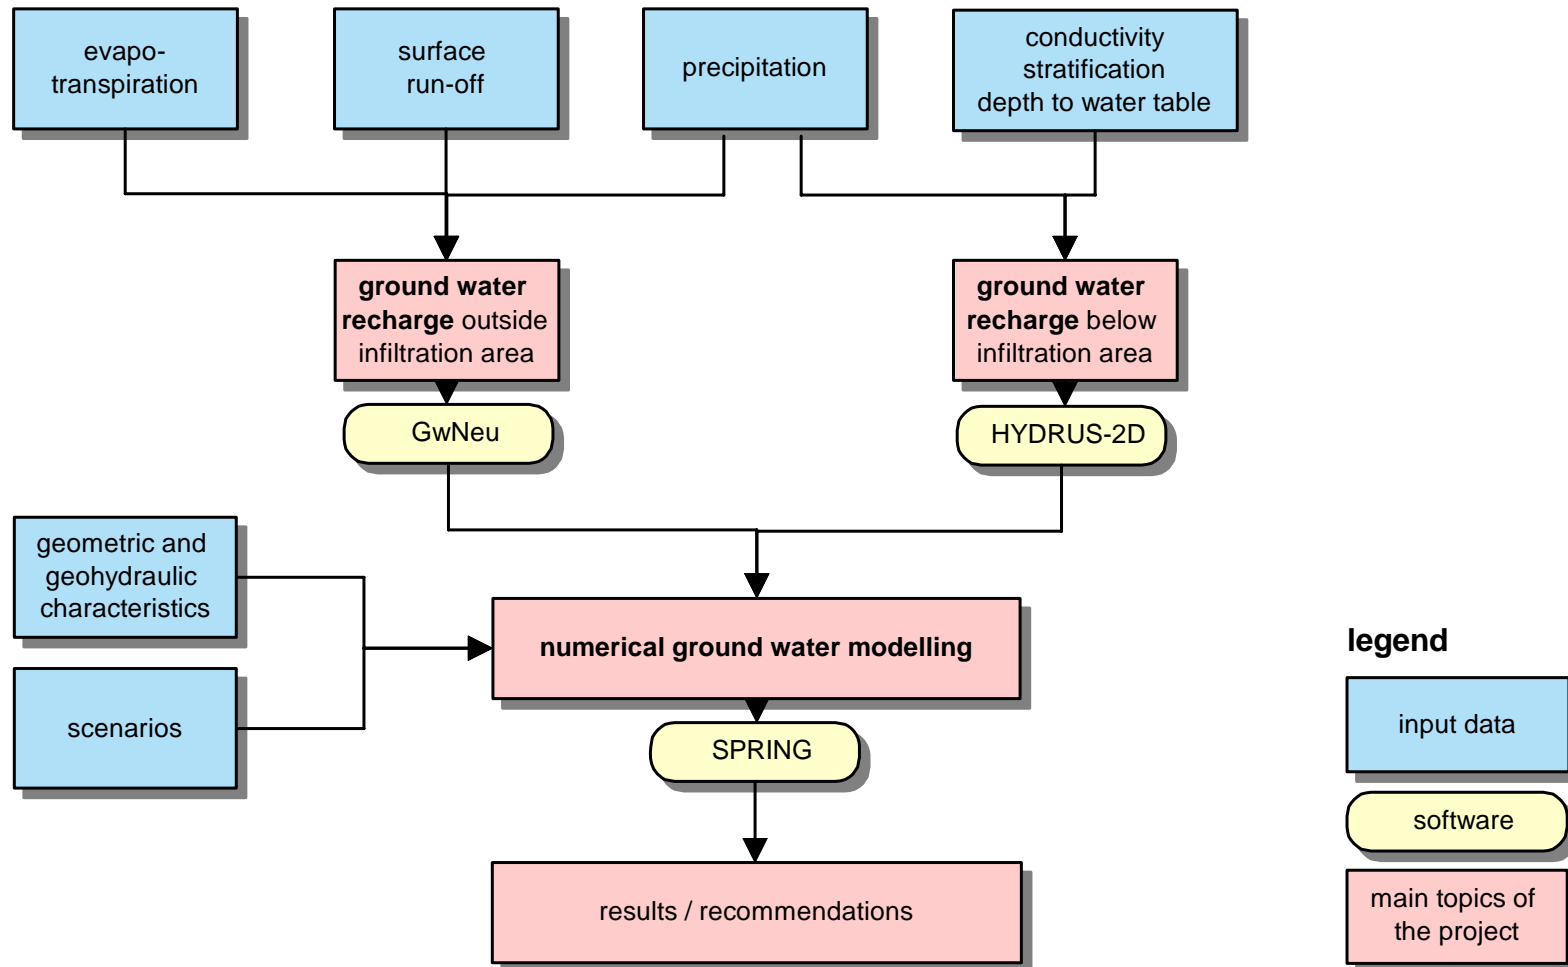 evapo-
transpiration
surface
run-off
precipitation
conductivity
stratification
depth to water table
ground water
recharge outside
infiltration area
ground water
recharge below
infiltration area
GwNeu
HYDRUS-2D
geometric and
geohydraulic
characteristics
scenarios
numerical ground water modelling
SPRING
results / recommendations
legend
input data
software
main topics of
the project